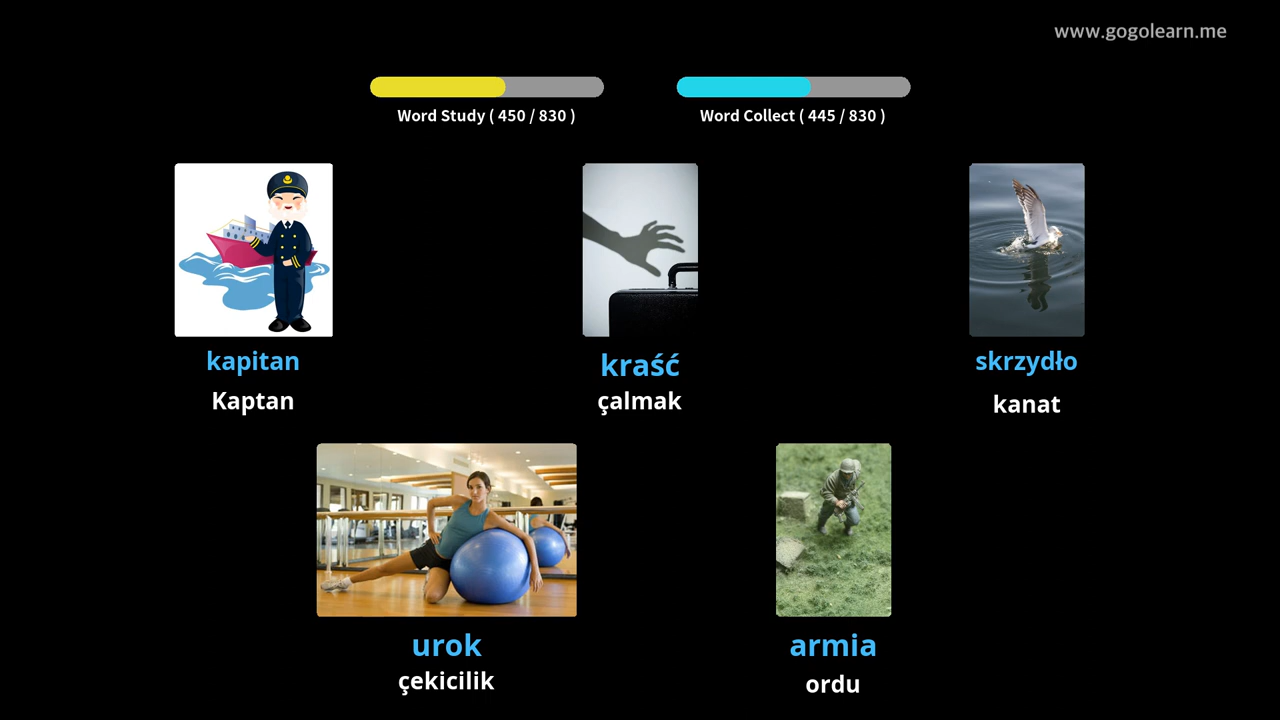 www.gogolearn.me
Word Study ( 450 / 830 )
Word Collect ( 445 / 830 )
kapitan
Kaptan
kraść
çalmak
skrzydło
kanat
urok
çekicilik
armia
ordu